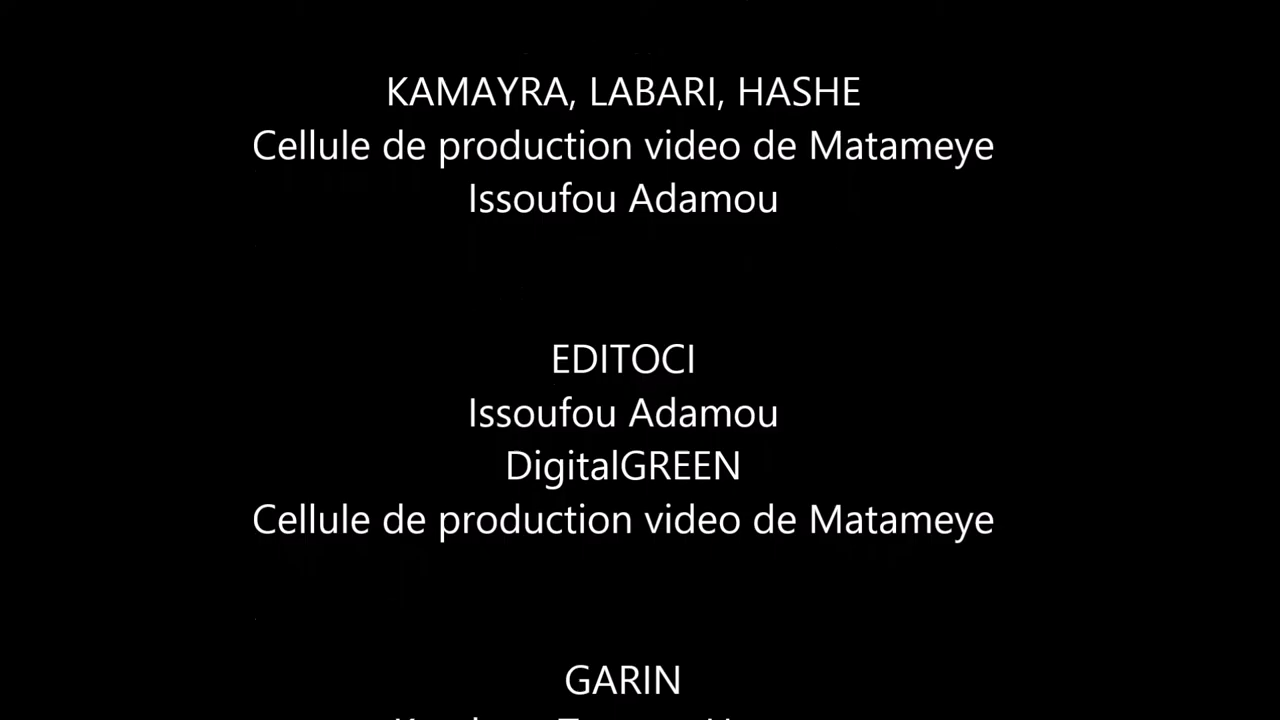 KAMAYRA, LABARI, HASHE
Cellule de production video de Matameye
Issoufou Adamou
EDITOCI
Issoufou Adamou
DigitalGREEN
Cellule de production video de Matameye
GARIN